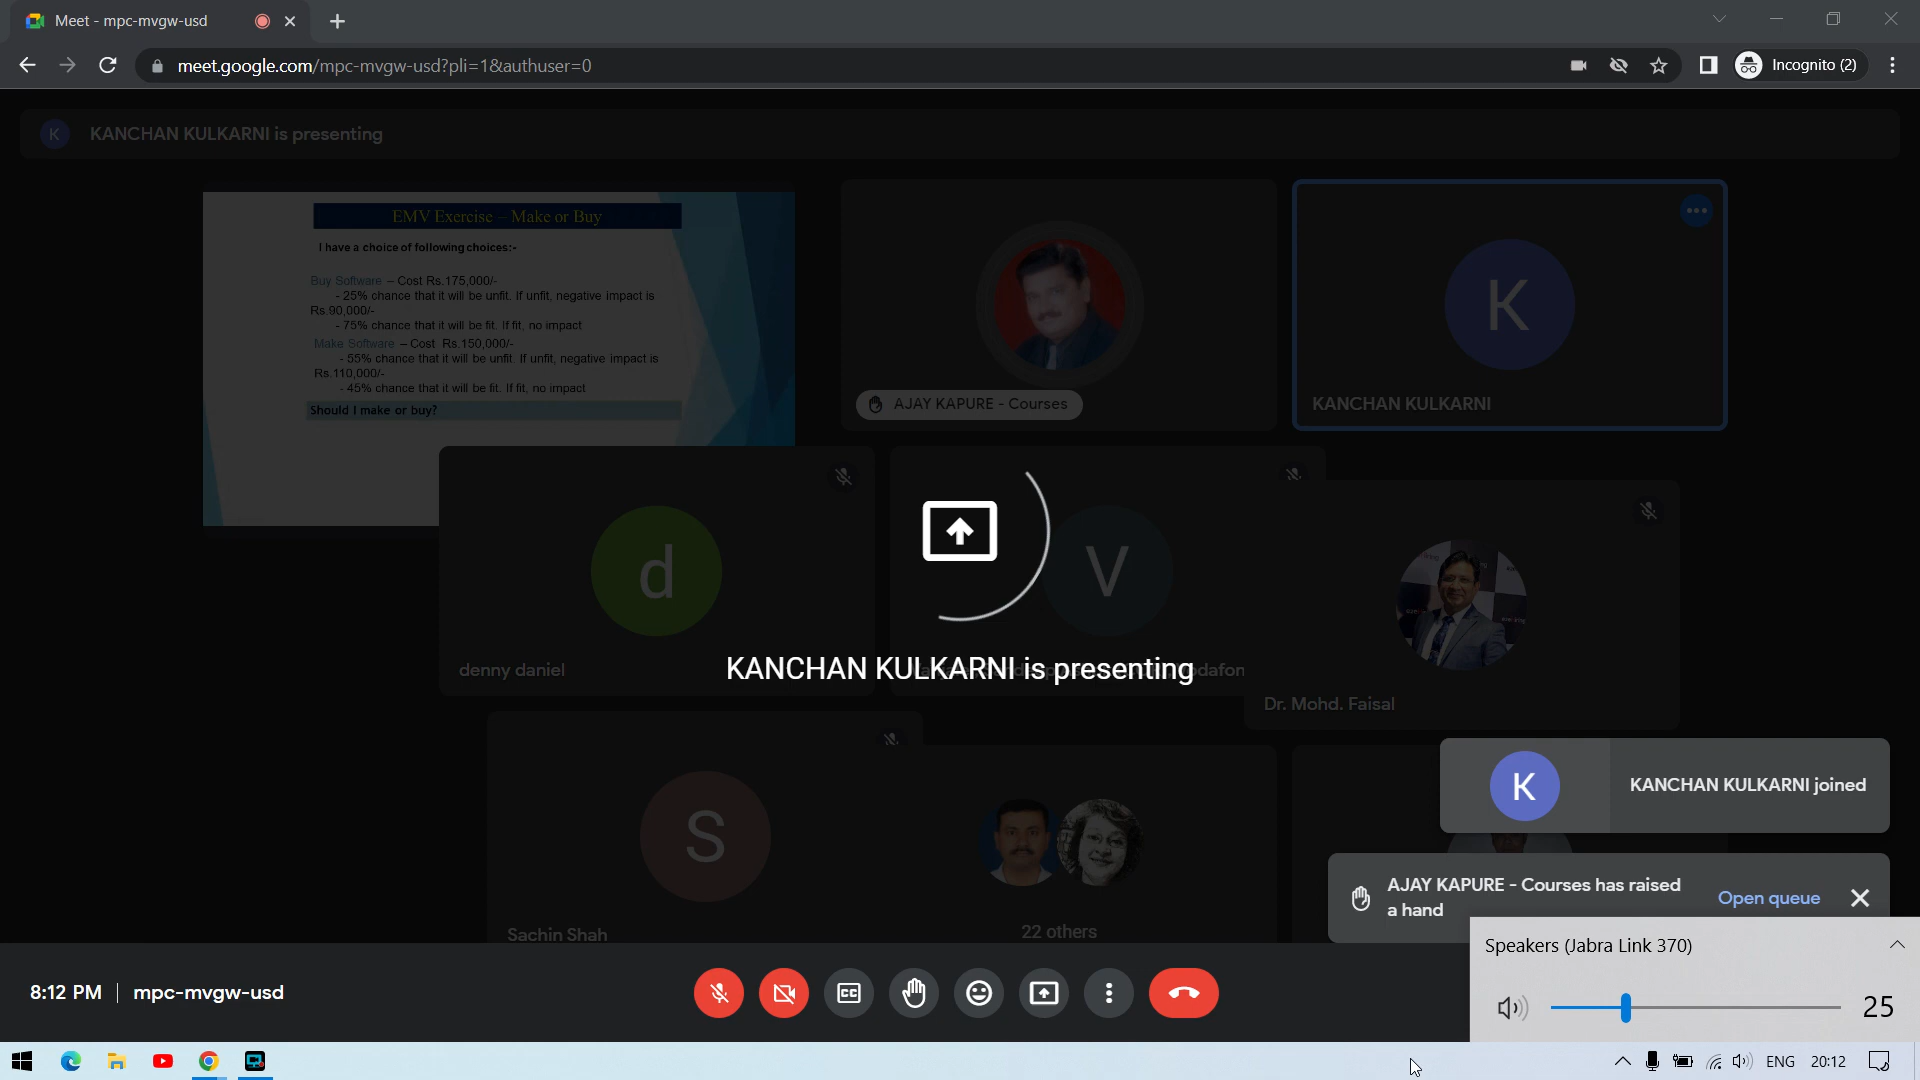 Meet - mpc-mvgw-usd
meet.google.com/mpc-mvgw-usd?pli=1&authuser=0
Incognito (2)
K
KANCHAN KULKARNI is presenting
EMV Exercise – Make or Buy
I have a choice of following choices:-
Buy Software – Cost Rs.175,000/-
- 25% chance that it will be unfit. If unfit, negative impact is
Rs.90,000/-
- 75% chance that it will be fit. If fit, no impact
Make Software – Cost Rs.150,000/-
- 55% chance that it will be unfit. If unfit, negative impact is
Rs.110,000/-
- 45% chance that it will be fit. If fit, no impact
Should I make or buy?
AJAY KAPURE - Courses
K
KANCHAN KULKARNI
d
denny daniel
V
KANCHAN KULKARNI is presenting
Dr. Mohd. Faisal
S
Sachin Shah
22 others
K
KANCHAN KULKARNI joined
AJAY KAPURE - Courses has raised
a hand
Open queue
Speakers (Jabra Link 370)
25
8:12 PM | mpc-mvgw-usd
CC
ENG
20:12